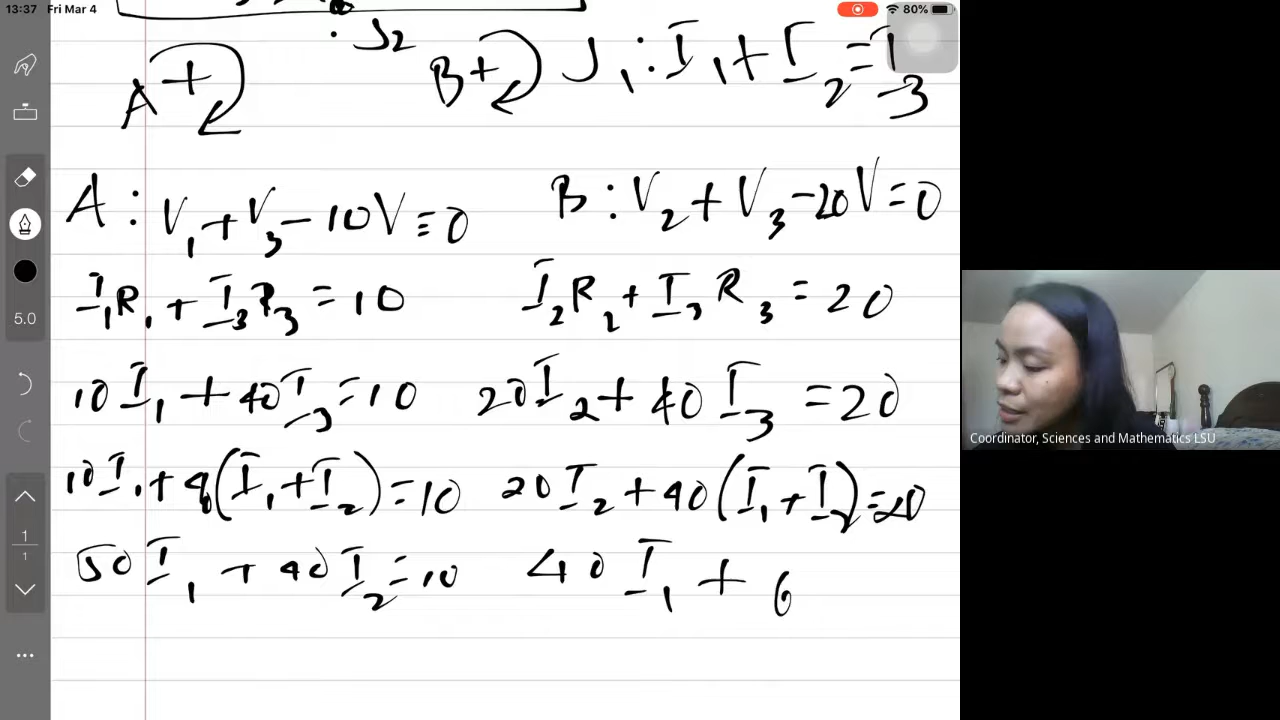 13:37 Fri Mar 4
80%
J2
A + B + J1 : I1 + I2 = I3
A : V1 + V3 - 10V = 0 B : V2 + V3 - 20V = 0
I1R1 + I3R3 = 10 I2R2 + I3R3 = 20
5.0
10I1 + 40I3 = 10 20I2 + 40I3 = 20
Coordinator, Sciences and Mathematics LSU
10I1 + 40(I1 + I2) = 10 20I2 + 40(I1 + I2) = 20
1
1
50I1 + 40I2 = 10 40I1 + 6